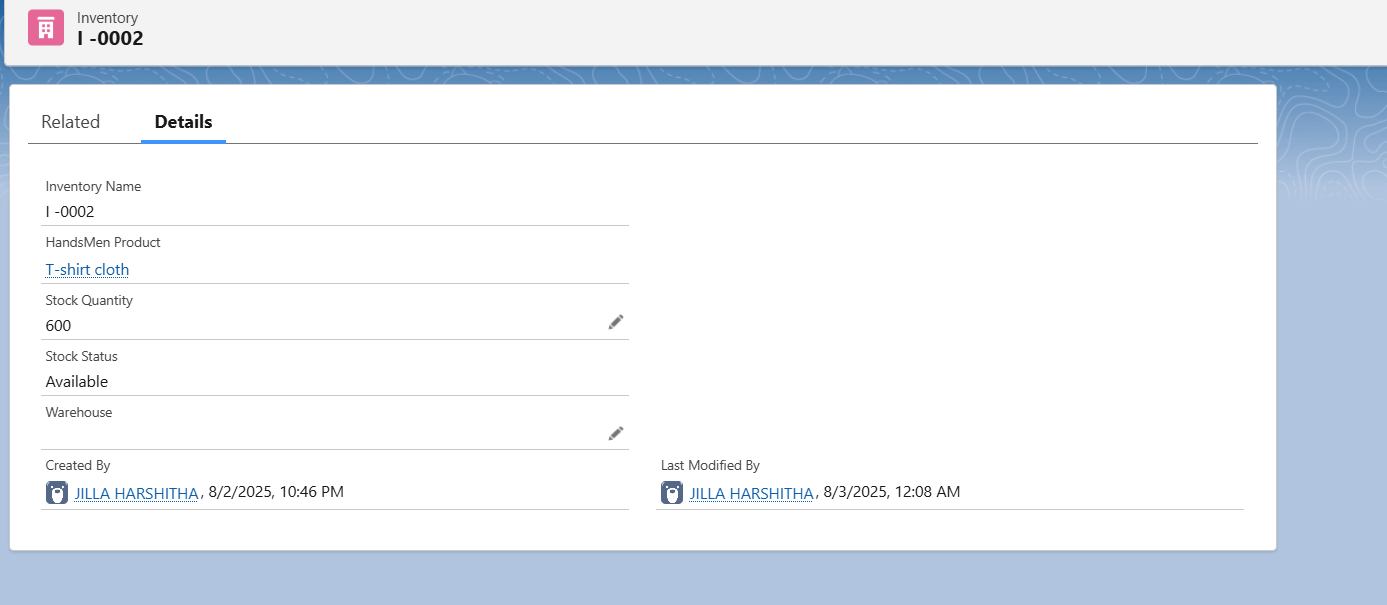 Inventory
I -0002
Related Details
Inventory Name
I -0002
HandsMen Product
T-shirt cloth
Stock Quantity
600
Stock Status
Available
Warehouse
Created By
JILLA HARSHITHA, 8/2/2025, 10:46 PM
Last Modified By
JILLA HARSHITHA, 8/3/2025, 12:08 AM